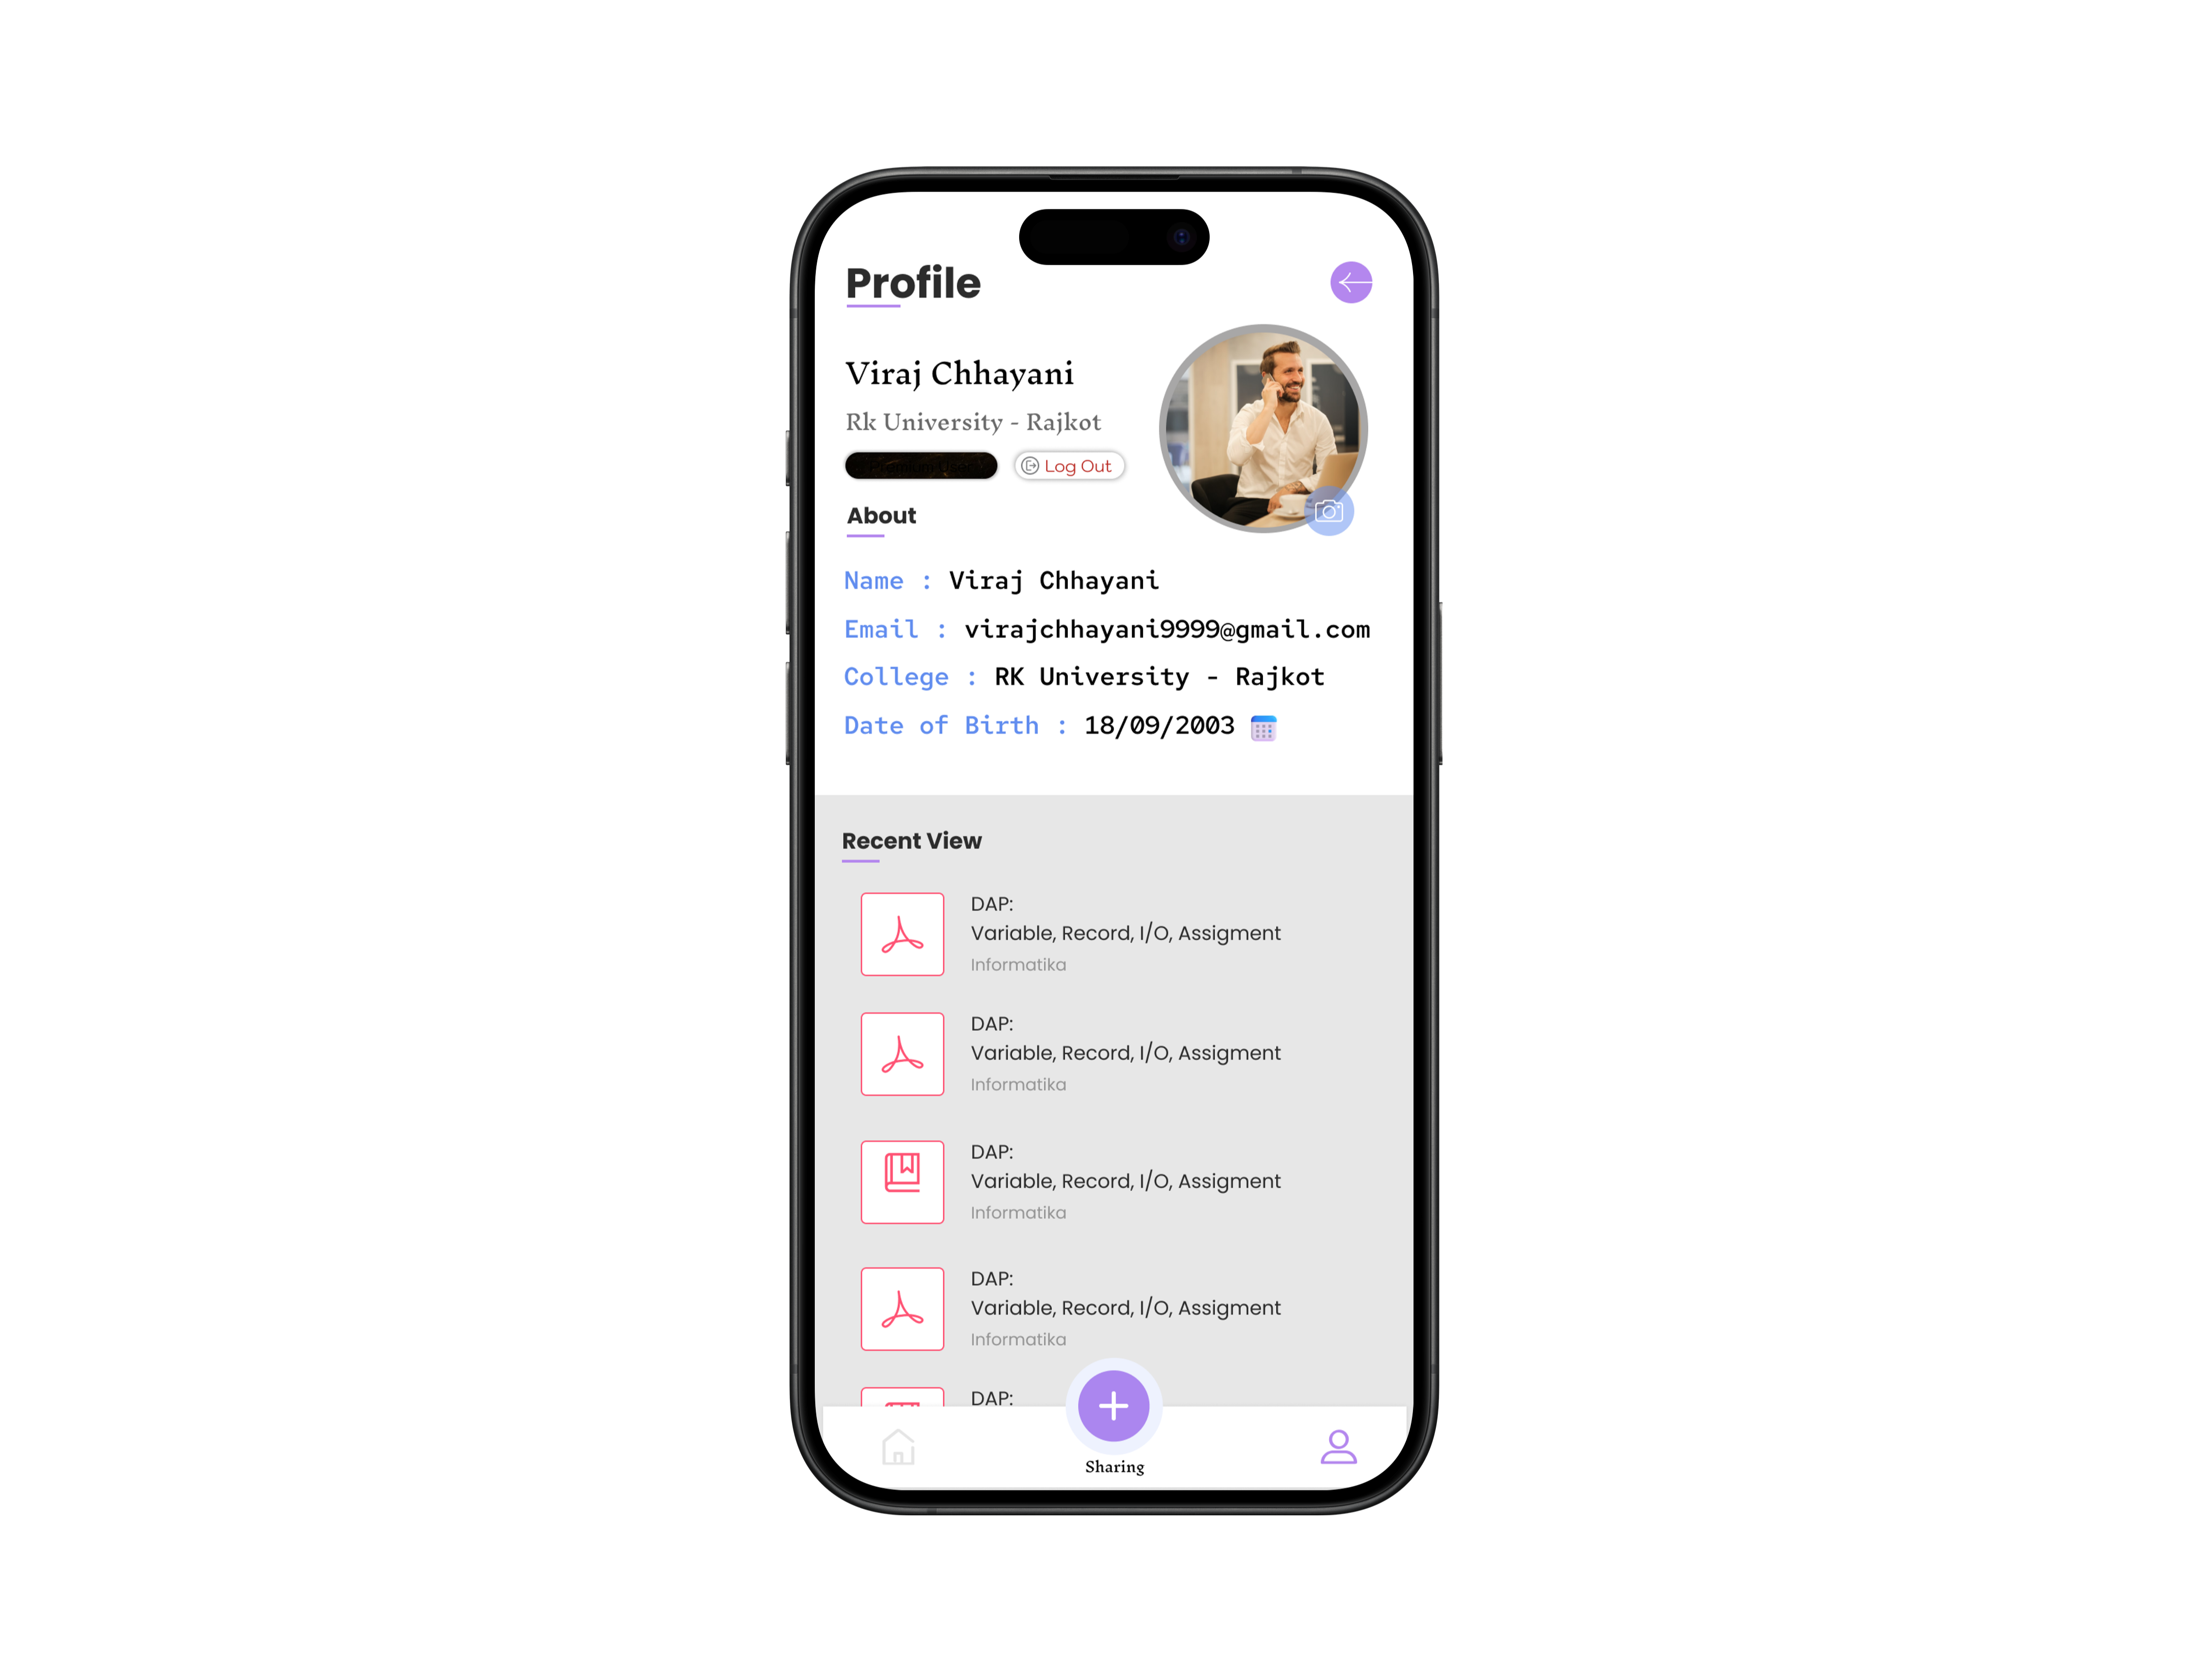 Profile
Viraj Chhayani
Rk University - Rajkot
Premium User
Log Out
About
Name : Viraj Chhayani
Email : virajchhayani9999@gmail.com
College : RK University - Rajkot
Date of Birth : 18/09/2003
Recent View
DAP:
Variable, Record, I/O, Assigment
Informatika
DAP:
Variable, Record, I/O, Assigment
Informatika
DAP:
Variable, Record, I/O, Assigment
Informatika
DAP:
Variable, Record, I/O, Assigment
Informatika
DAP:
Sharing